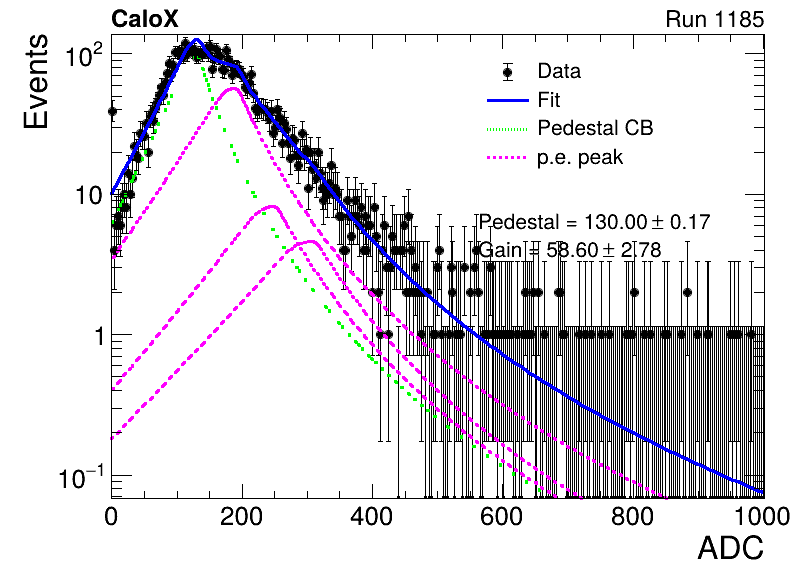 CaloX Run 1185
Events
10²
10
1
10⁻¹
0 200 400 600 800 1000
ADC
Data
Fit
Pedestal CB
p.e. peak
Pedestal = 130.00 ± 0.17
Gain = 58.60 ± 2.78